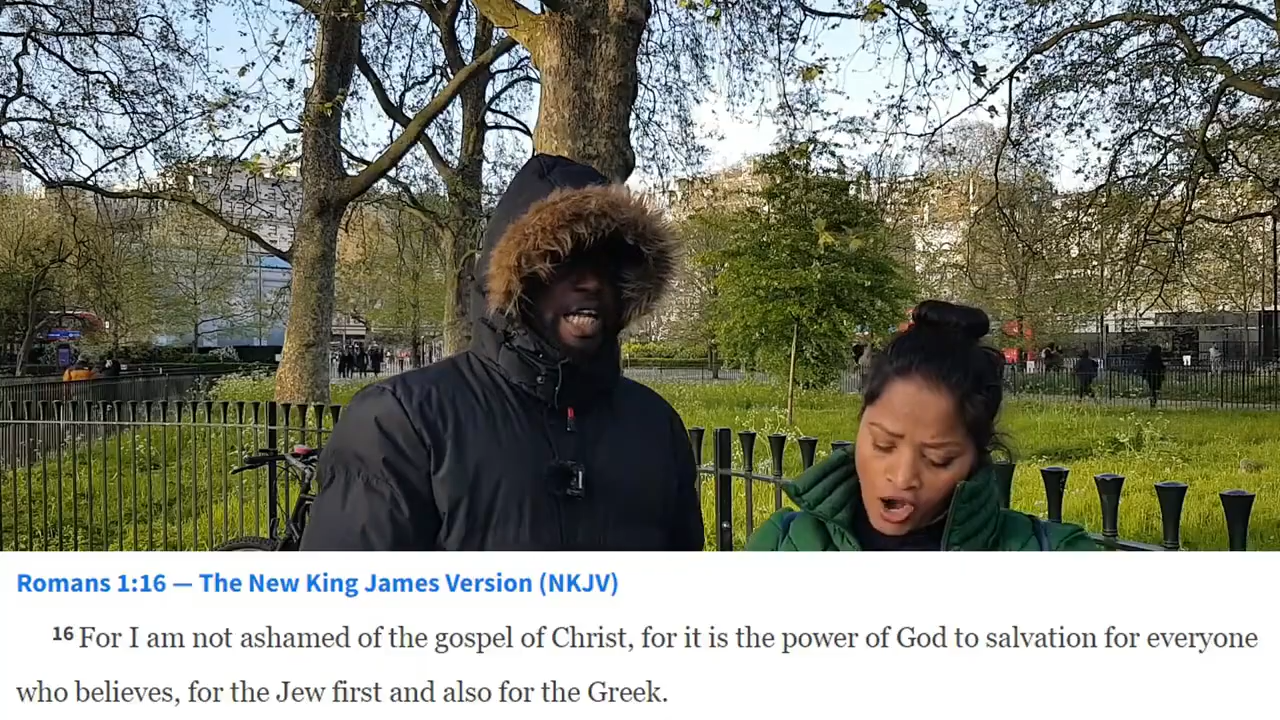 Romans 1:16 — The New King James Version (NKJV)
16 For I am not ashamed of the gospel of Christ, for it is the power of God to salvation for everyone
who believes, for the Jew first and also for the Greek.